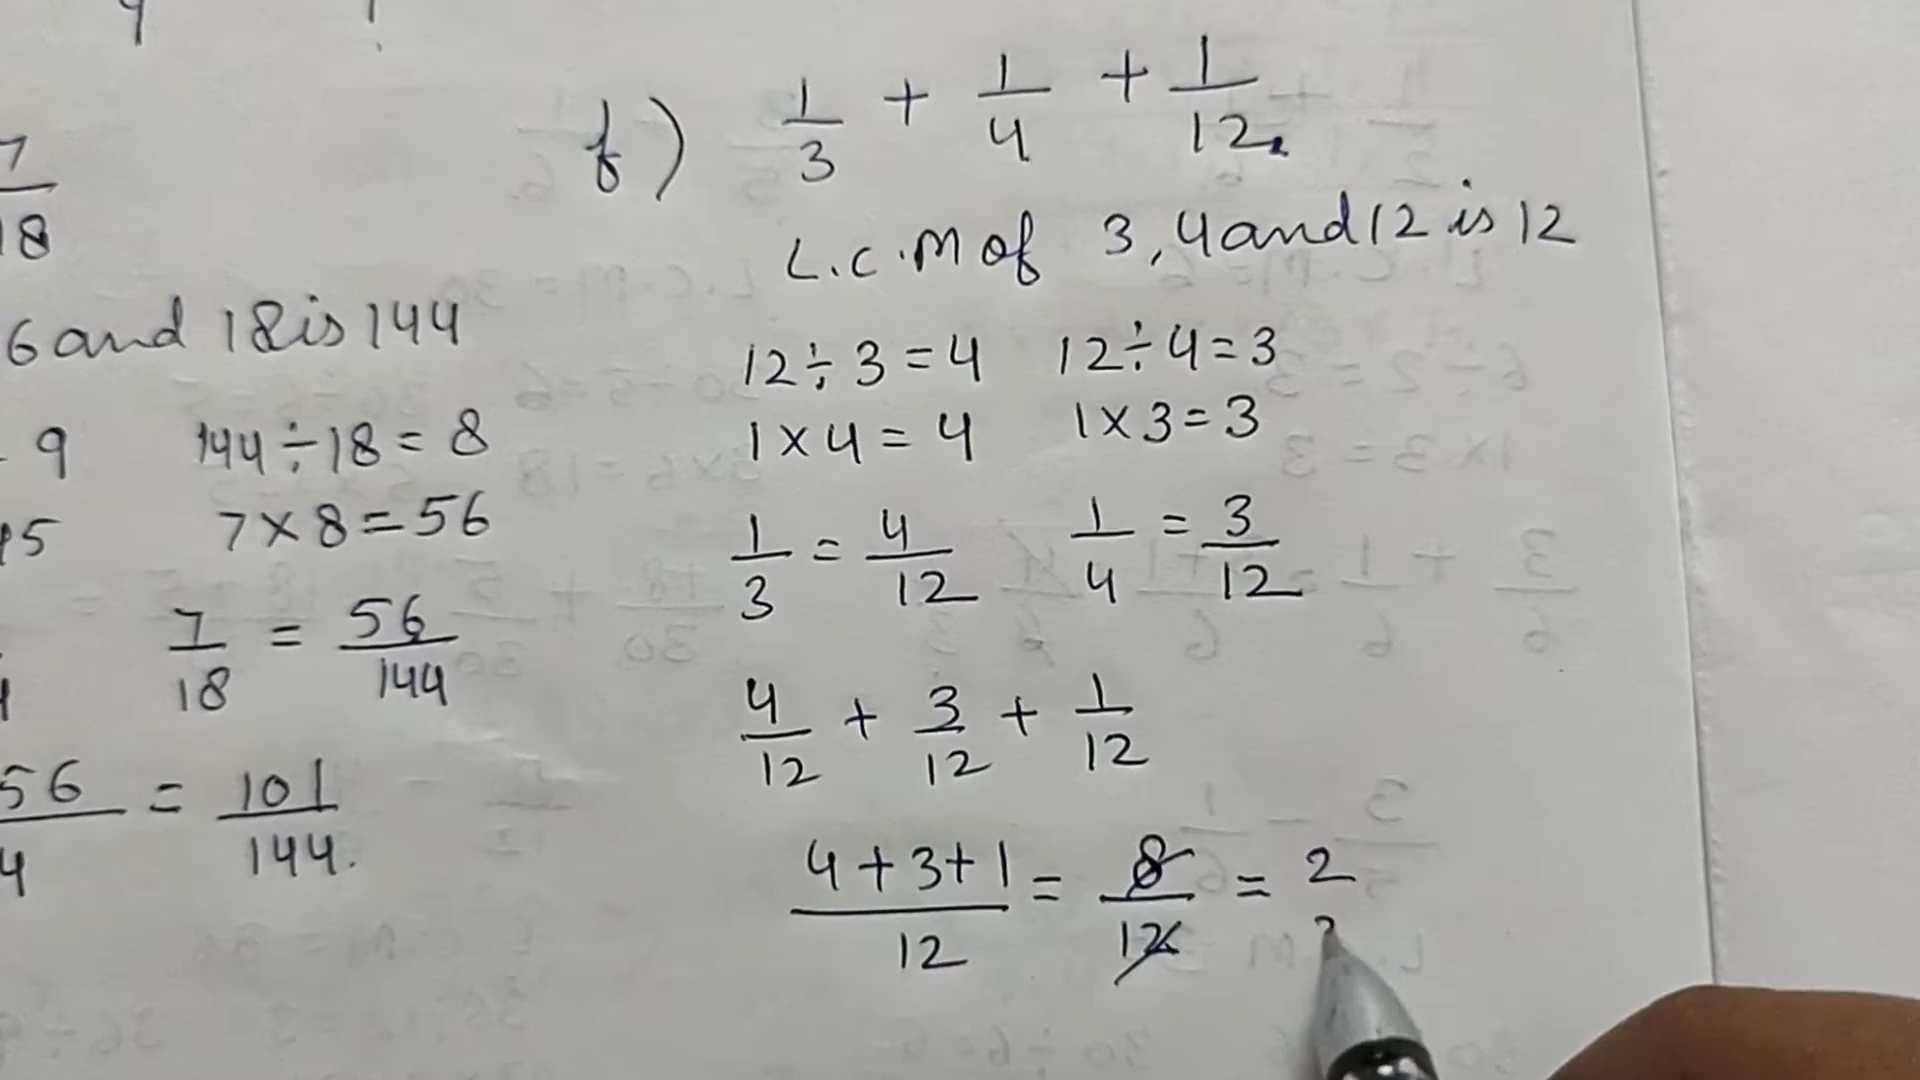 7/18
6 and 18 is 144
9 144÷18=8
45 7×8=56
7/18 = 56/144
56/4 = 101/144.
f) 1/3 + 1/4 + 1/12.
L.C.M of 3, 4 and 12 is 12
12÷3=4 12÷4=3
1×4=4 1×3=3
1/3 = 4/12 1/4 = 3/12
4/12 + 3/12 + 1/12
4+3+1/12 = 8/12 = 2